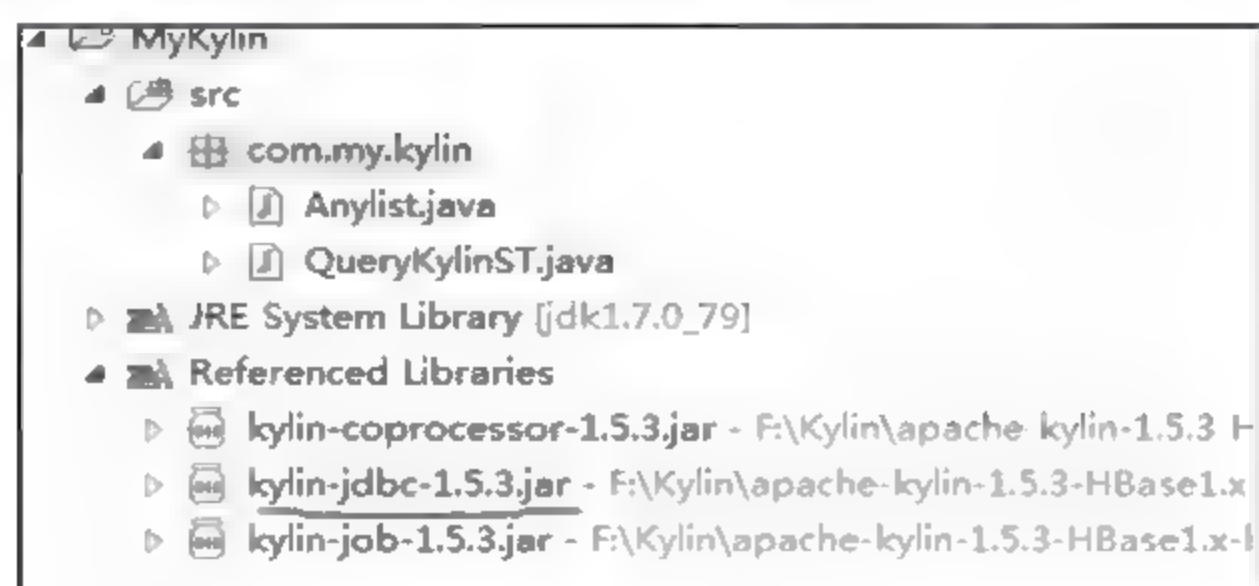 MyKylin
src
com.my.kylin
Anylist.java
QueryKylinST.java
JRE System Library [jdk1.7.0_79]
Referenced Libraries
kylin-coprocessor-1.5.3.jar - F:\Kylin\apache-kylin-1.5.3-H
kylin-jdbc-1.5.3.jar - F:\Kylin\apache-kylin-1.5.3-HBase1.x
kylin-job-1.5.3.jar - F:\Kylin\apache-kylin-1.5.3-HBase1.x-